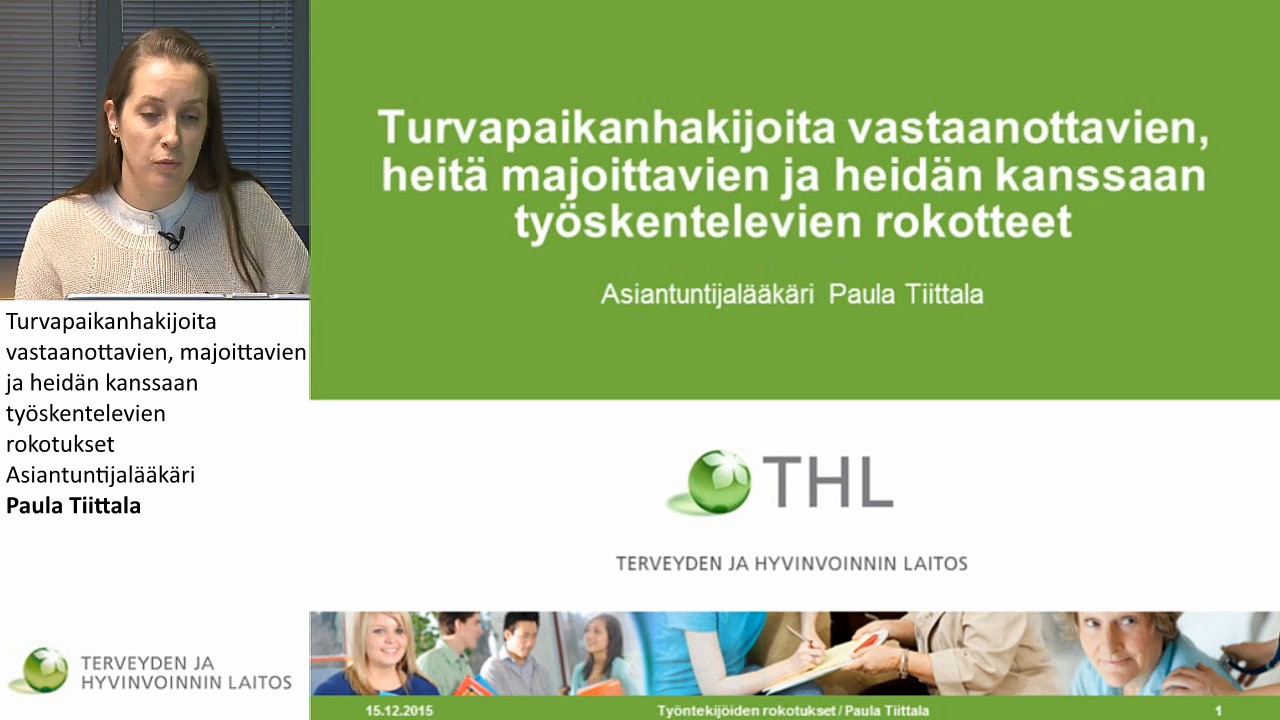 Turvapaikanhakijoita vastaanottavien,
heitä majoittavien ja heidän kanssaan
työskentelevien rokotteet
Asiantuntijalääkäri Paula Tiittala
Turvapaikanhakijoita
vastaanottavien, majoittavien
ja heidän kanssaan
työskentelevien
rokotukset
Asiantuntijalääkäri
Paula Tiittala
THL
TERVEYDEN JA HYVINVOINNIN LAITOS
TERVEYDEN JA
HYVINVOINNIN LAITOS
15.12.2015 Työntekijöiden rokotukset / Paula Tiittala 1